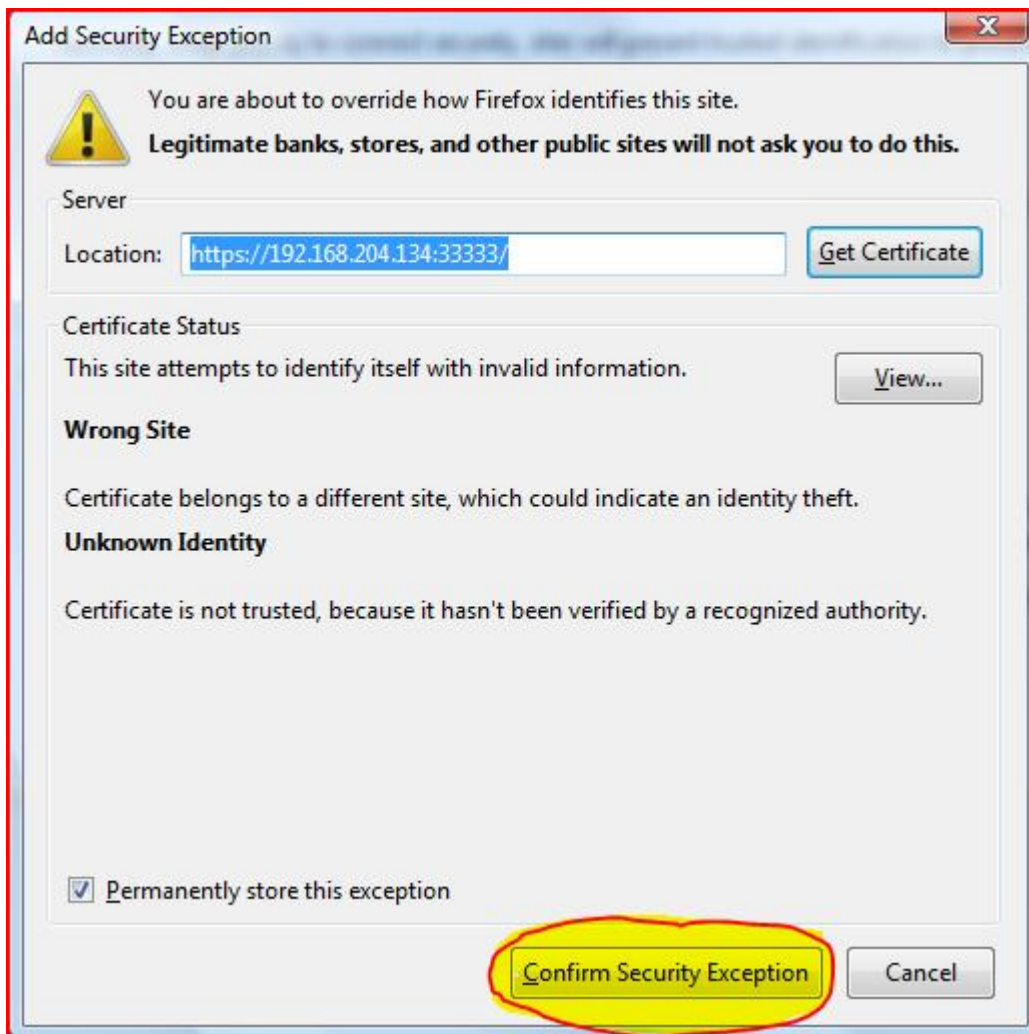 Add Security Exception
You are about to override how Firefox identifies this site.
Legitimate banks, stores, and other public sites will not ask you to do this.
Server
Location: https://192.168.204.134:33333/ Get Certificate
Certificate Status
This site attempts to identify itself with invalid information.
View...
Wrong Site
Certificate belongs to a different site, which could indicate an identity theft.
Unknown Identity
Certificate is not trusted, because it hasn't been verified by a recognized authority.
Permanently store this exception
Confirm Security Exception Cancel